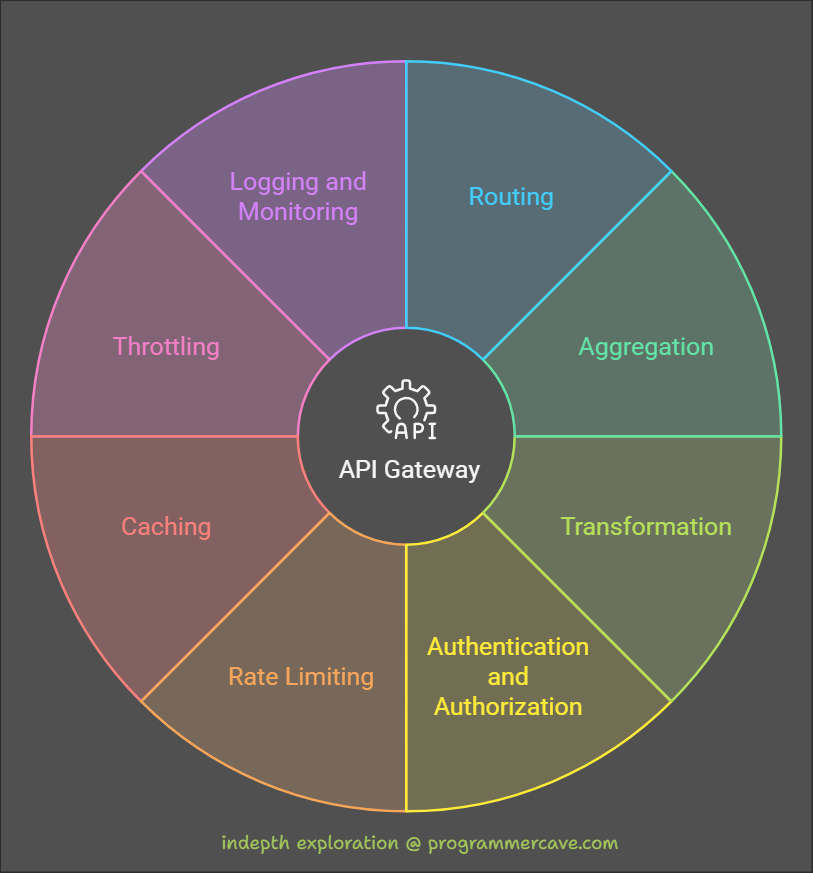 Logging and
Monitoring
Routing
Throttling
Aggregation
API
API Gateway
Caching
Transformation
Rate Limiting
Authentication
and
Authorization
indepth exploration @ programmercave.com